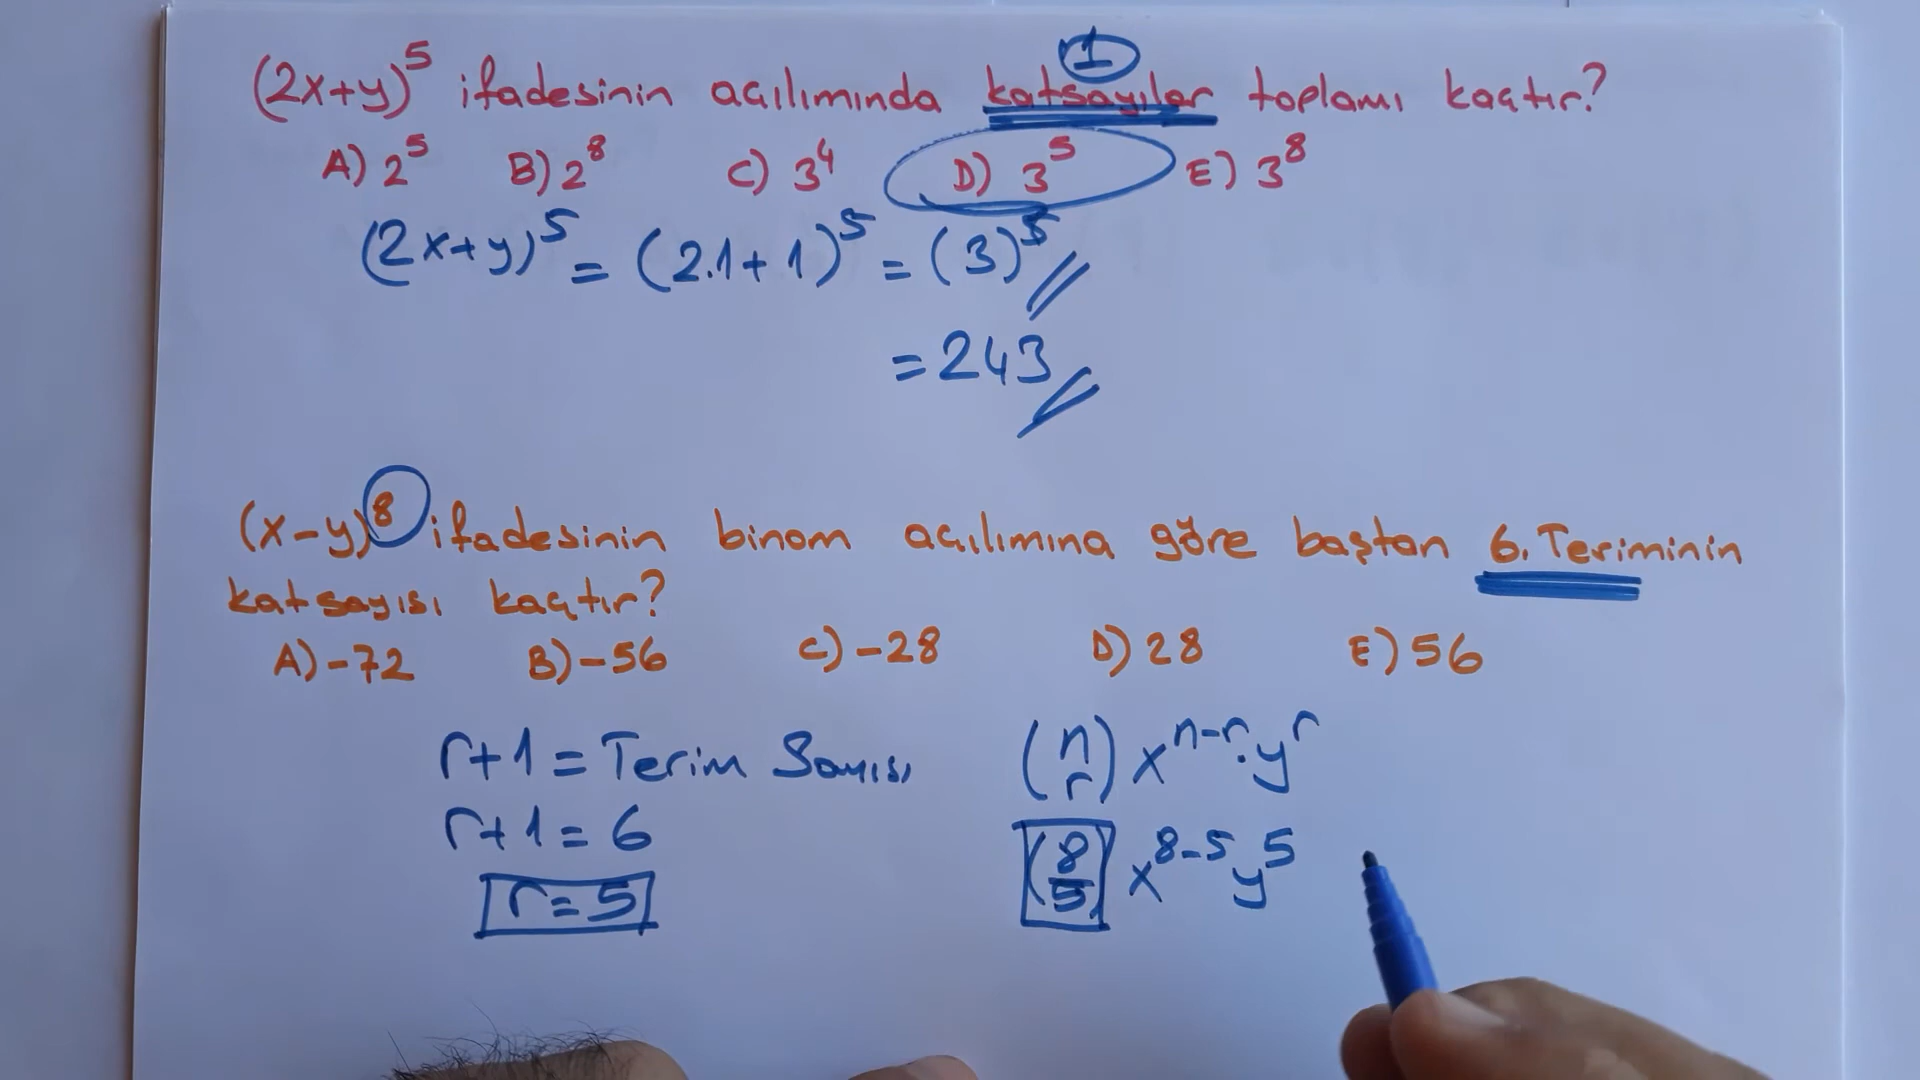 1
(2x+y)^5 ifadesinin açılımında katsayılar toplamı kaçtır?
A) 2^5 B) 2^8 C) 3^4 D) 3^5 E) 3^8
(2x+y)^5 = (2.1+1)^5 = (3)^5
= 243
(x-y)^8 ifadesinin binom açılımına göre baştan 6. Teriminin
katsayısı kaçtır?
A) -72 B) -56 C) -28 D) 28 E) 56
r+1 = Terim Sayısı
r+1 = 6
r = 5
(n r) x^n-r . y^r
(8 5) x^8-5 y^5